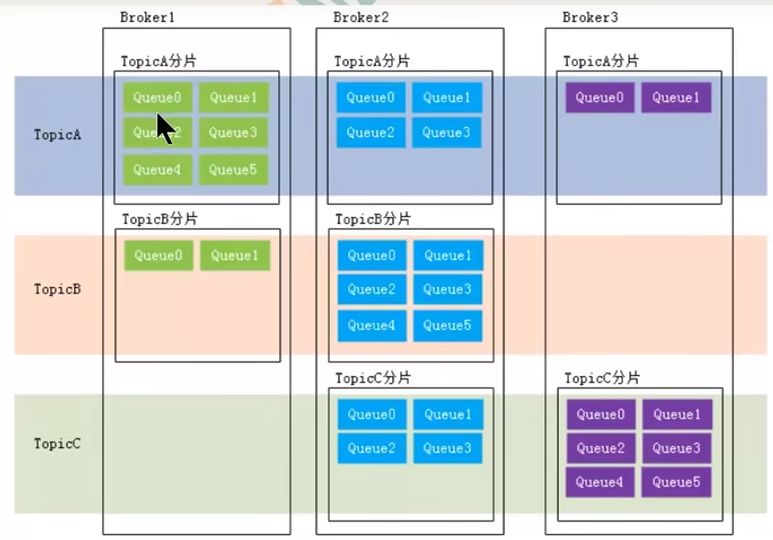 Broker1 Broker2 Broker3
TopicA分片 TopicA分片 TopicA分片
Queue0 Queue1 Queue0 Queue1 Queue0 Queue1
TopicA
Queue3 Queue2 Queue3
Queue4 Queue5
TopicB分片 TopicB分片
Queue0 Queue1 Queue0 Queue1
TopicB
Queue2 Queue3
Queue4 Queue5
TopicC分片 TopicC分片
Queue0 Queue1 Queue0 Queue1
TopicC
Queue2 Queue3 Queue2 Queue3
Queue4 Queue5